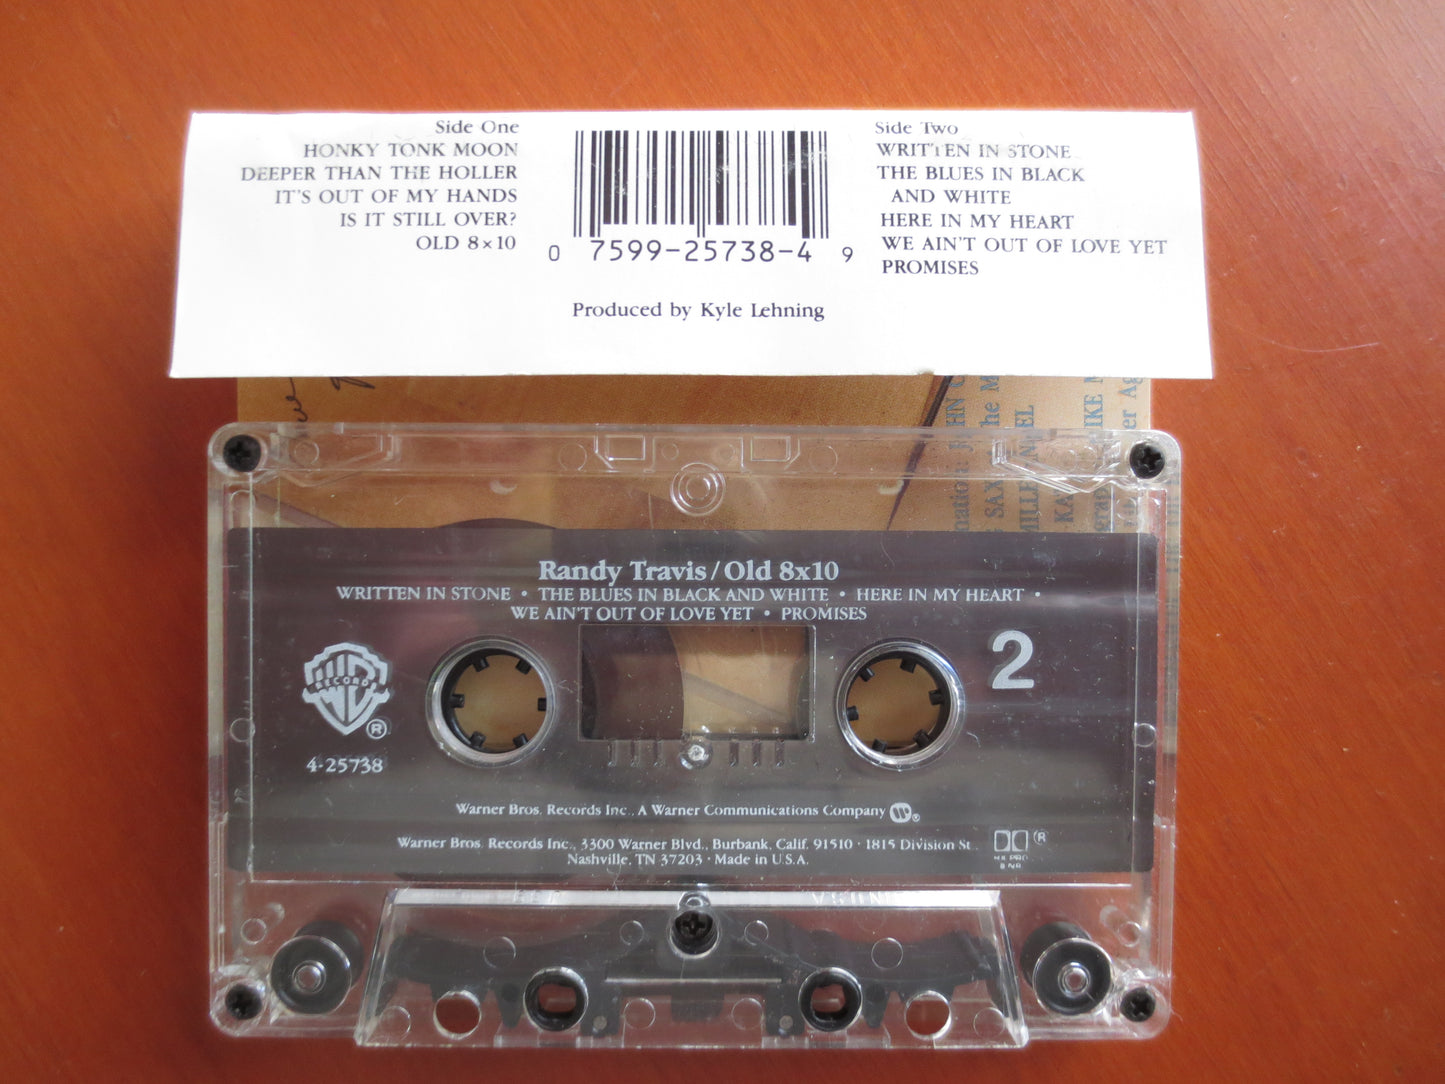 Side One
HONKY TONK MOON
DEEPER THAN THE HOLLER
IT'S OUT OF MY HANDS
IS IT STILL OVER?
OLD 8×10
0 7599-25738-4 9
Produced by Kyle Lehning
Side Two
WRITTEN IN STONE
THE BLUES IN BLACK
AND WHITE
HERE IN MY HEART
WE AIN'T OUT OF LOVE YET
PROMISES
Randy Travis/Old 8x10
WRITTEN IN STONE • THE BLUES IN BLACK AND WHITE • HERE IN MY HEART •
WE AIN'T OUT OF LOVE YET • PROMISES
2
RECORDS
®
4-25738
Warner Bros. Records Inc., A Warner Communications Company ®
Warner Bros. Records Inc., 3300 Warner Blvd., Burbank, Calif. 91510 · 1815 Division St.,
Nashville, TN 37203 · Made in U.S.A.
®
HX PRO
B NR